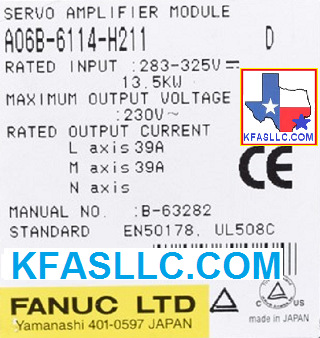 SERVO AMPLIFIER MODULE
A06B-6114-H211 D
RATED INPUT :283-325V⎓
13.5KW
MAXIMUM OUTPUT VOLTAGE
:230V~
RATED OUTPUT CURRENT
KFASLLC.COM
L axis 39A
M axis 39A
N axis
CE
MANUAL NO. :B-63282
STANDARD EN50178, UL508C
KFASLLC.COM
FANUC LTD
Yamanashi 401-0597 JAPAN
made in JAPAN